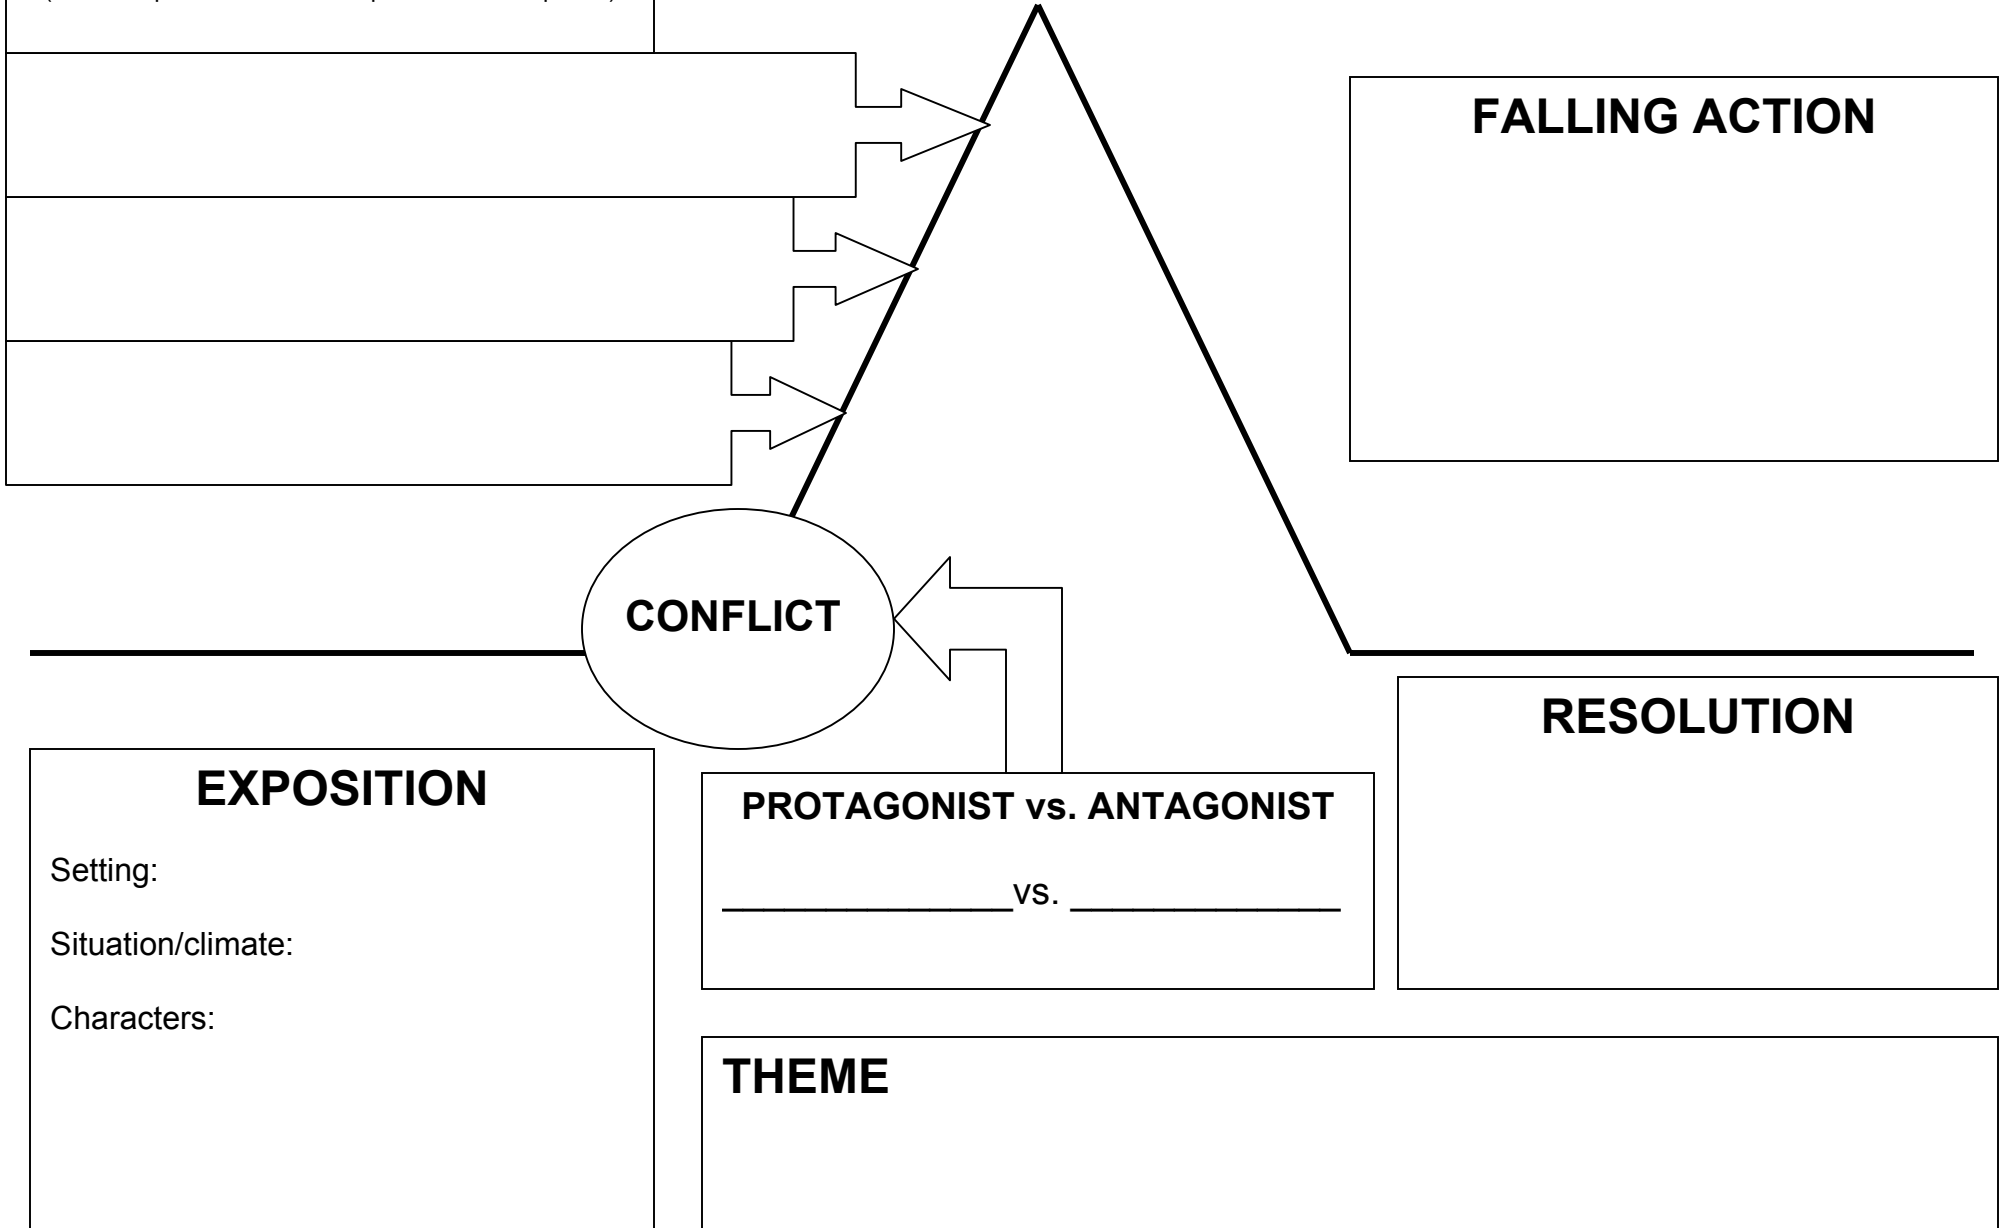 FALLING ACTION
CONFLICT
RESOLUTION
EXPOSITION
Setting:
Situation/climate:
Characters:
PROTAGONIST vs. ANTAGONIST
______________vs. _____________
THEME